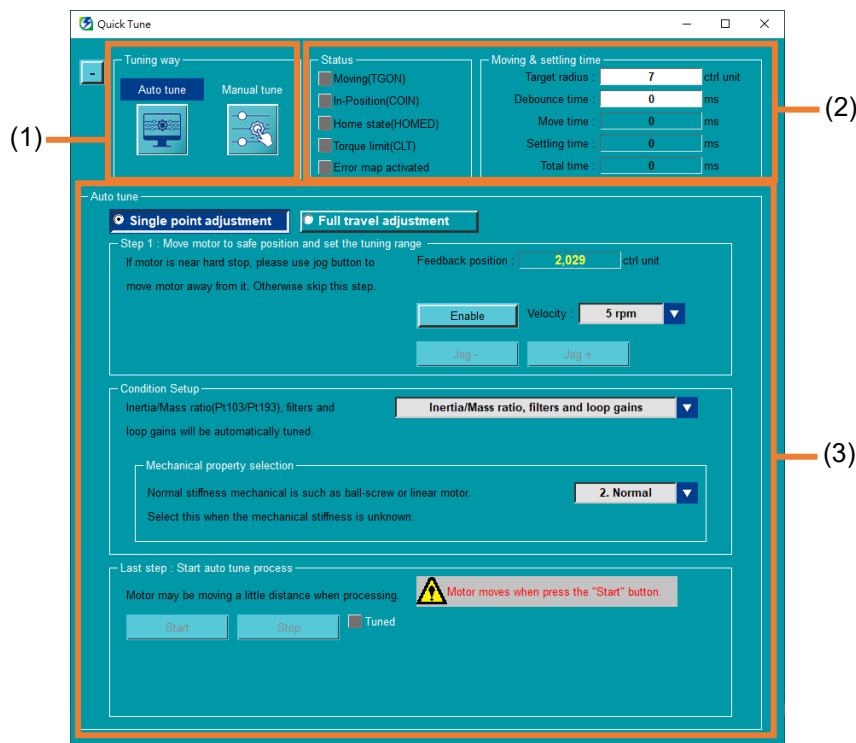 Quick Tune
Tuning way
Auto tune
Manual tune
-
Status
Moving(TGON)
In-Position(COIN)
Home state(HOMED)
Torque limit(CLT)
Error map activated
Moving & settling time
Target radius : 7 ctrl unit
Debounce time : 0 ms
Move time : 0 ms
Settling time : 0 ms
Total time : 0 ms
(1)
(2)
Auto tune
Single point adjustment
Full travel adjustment
Step 1 : Move motor to safe position and set the tuning range
If motor is near hard stop, please use jog button to
move motor away from it. Otherwise skip this step.
Feedback position : 2,029 ctrl unit
Enable
Velocity : 5 rpm
Jog -
Jog +
Condition Setup
Inertia/Mass ratio(Pt103/Pt193), filters and
loop gains will be automatically tuned.
Inertia/Mass ratio, filters and loop gains
(3)
Mechanical property selection
Normal stiffness mechanical is such as ball-screw or linear motor.
Select this when the mechanical stiffness is unknown.
2. Normal
Last step : Start auto tune process
Motor may be moving a little distance when processing.
Motor moves when press the "Start" button.
Start
Stop
Tuned